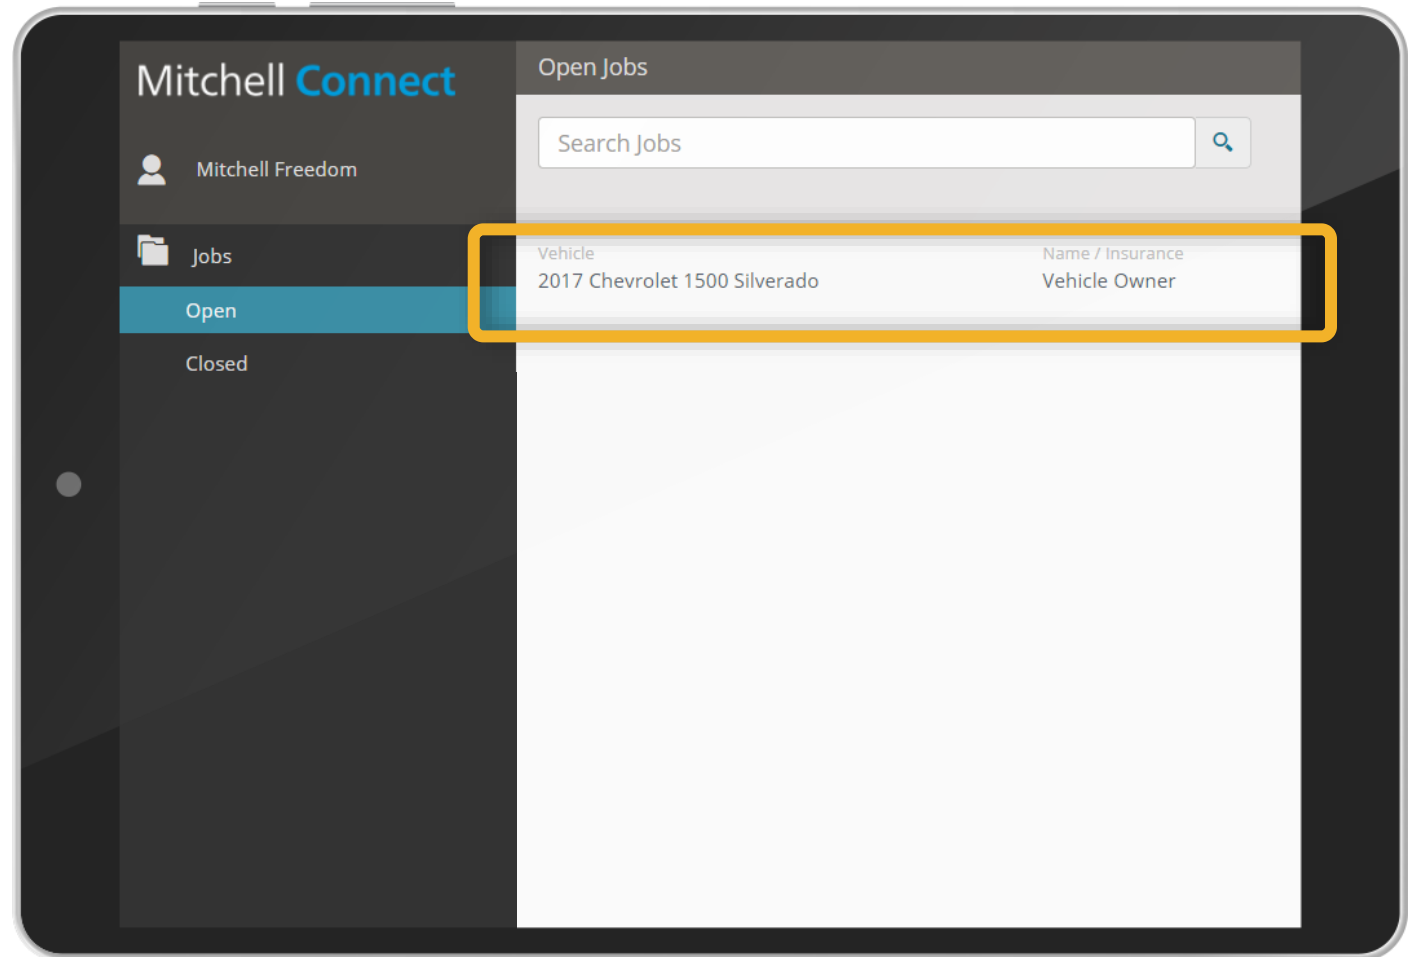 Mitchell Connect
Mitchell Freedom
Jobs
Open
Closed
Open Jobs
Search Jobs
Vehicle
2017 Chevrolet 1500 Silverado
Name / Insurance
Vehicle Owner